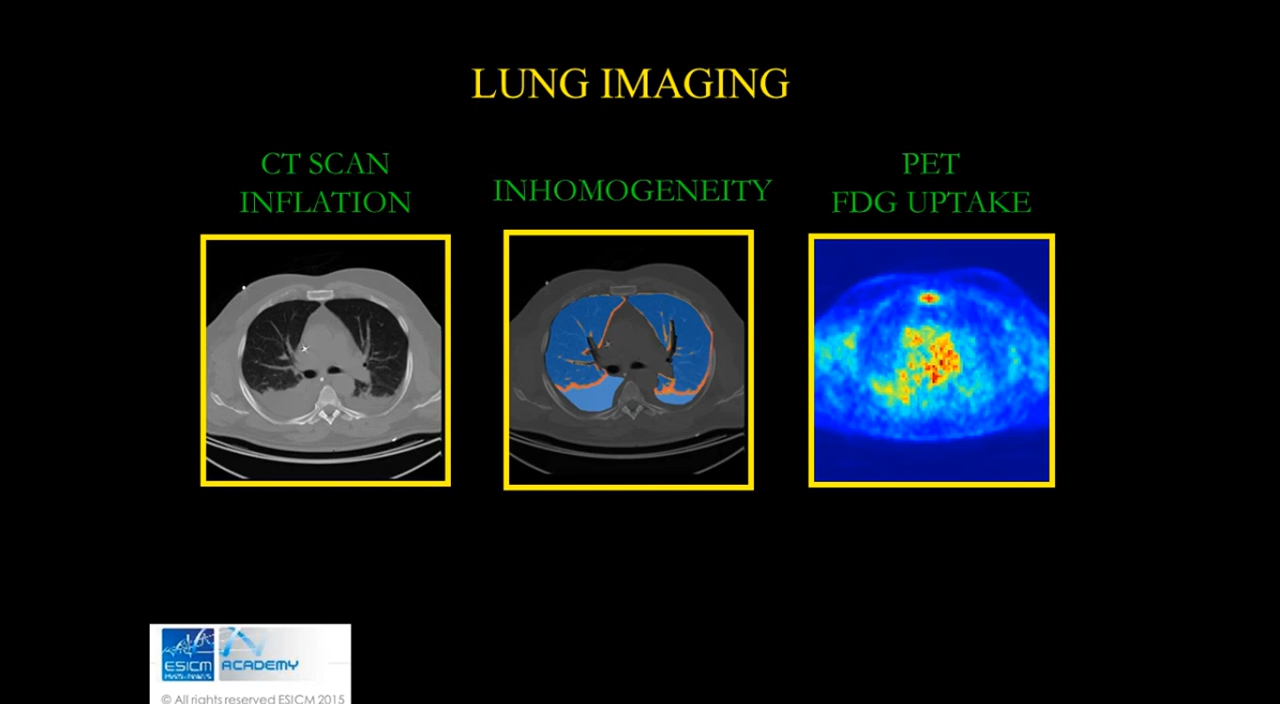 LUNG IMAGING
CT SCAN
INFLATION
INHOMOGENEITY
PET
FDG UPTAKE
ESICM
ACADEMY
© All rights reserved ESICM 2015